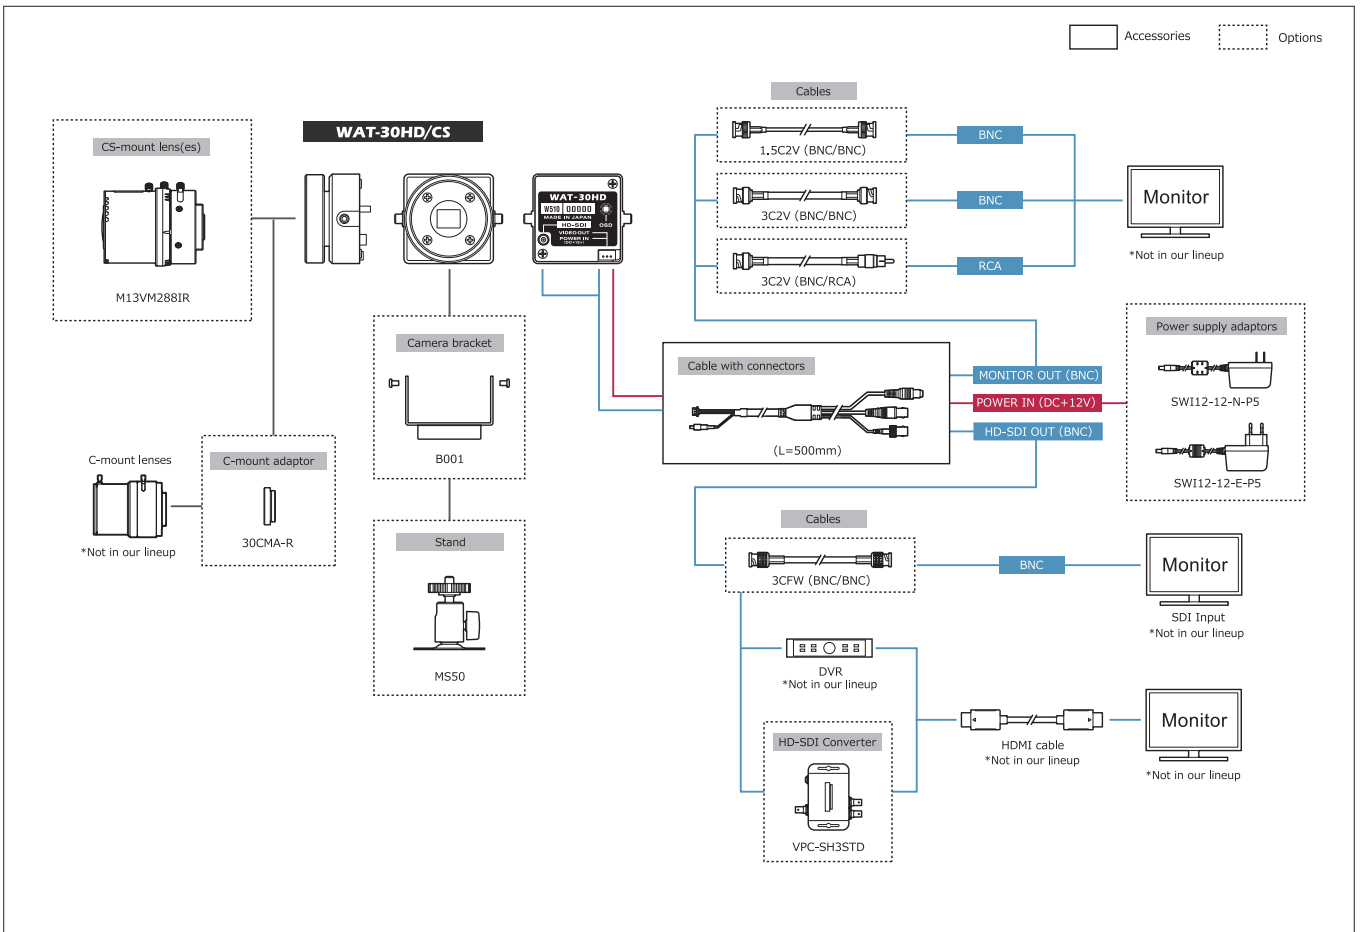 Accessories
Options
WAT-30HD/CS
CS-mount lens(es)
M13VM288IR
C-mount lenses
*Not in our lineup
C-mount adaptor
30CMA-R
Camera bracket
B001
Stand
MS50
WAT-30HD
W510 00000
MADE IN JAPAN
HD-SDI OSD
VIDEO OUT
POWER IN
(DC+12V)
Cables
1.5C2V (BNC/BNC)
BNC
3C2V (BNC/BNC)
BNC
3C2V (BNC/RCA)
RCA
Monitor
*Not in our lineup
Cable with connectors
(L=500mm)
MONITOR OUT (BNC)
POWER IN (DC+12V)
HD-SDI OUT (BNC)
Power supply adaptors
SWI12-12-N-P5
SWI12-12-E-P5
Cables
3CFW (BNC/BNC)
BNC
Monitor
SDI Input
*Not in our lineup
DVR
*Not in our lineup
HD-SDI Converter
VPC-SH3STD
HDMI cable
*Not in our lineup
Monitor
*Not in our lineup